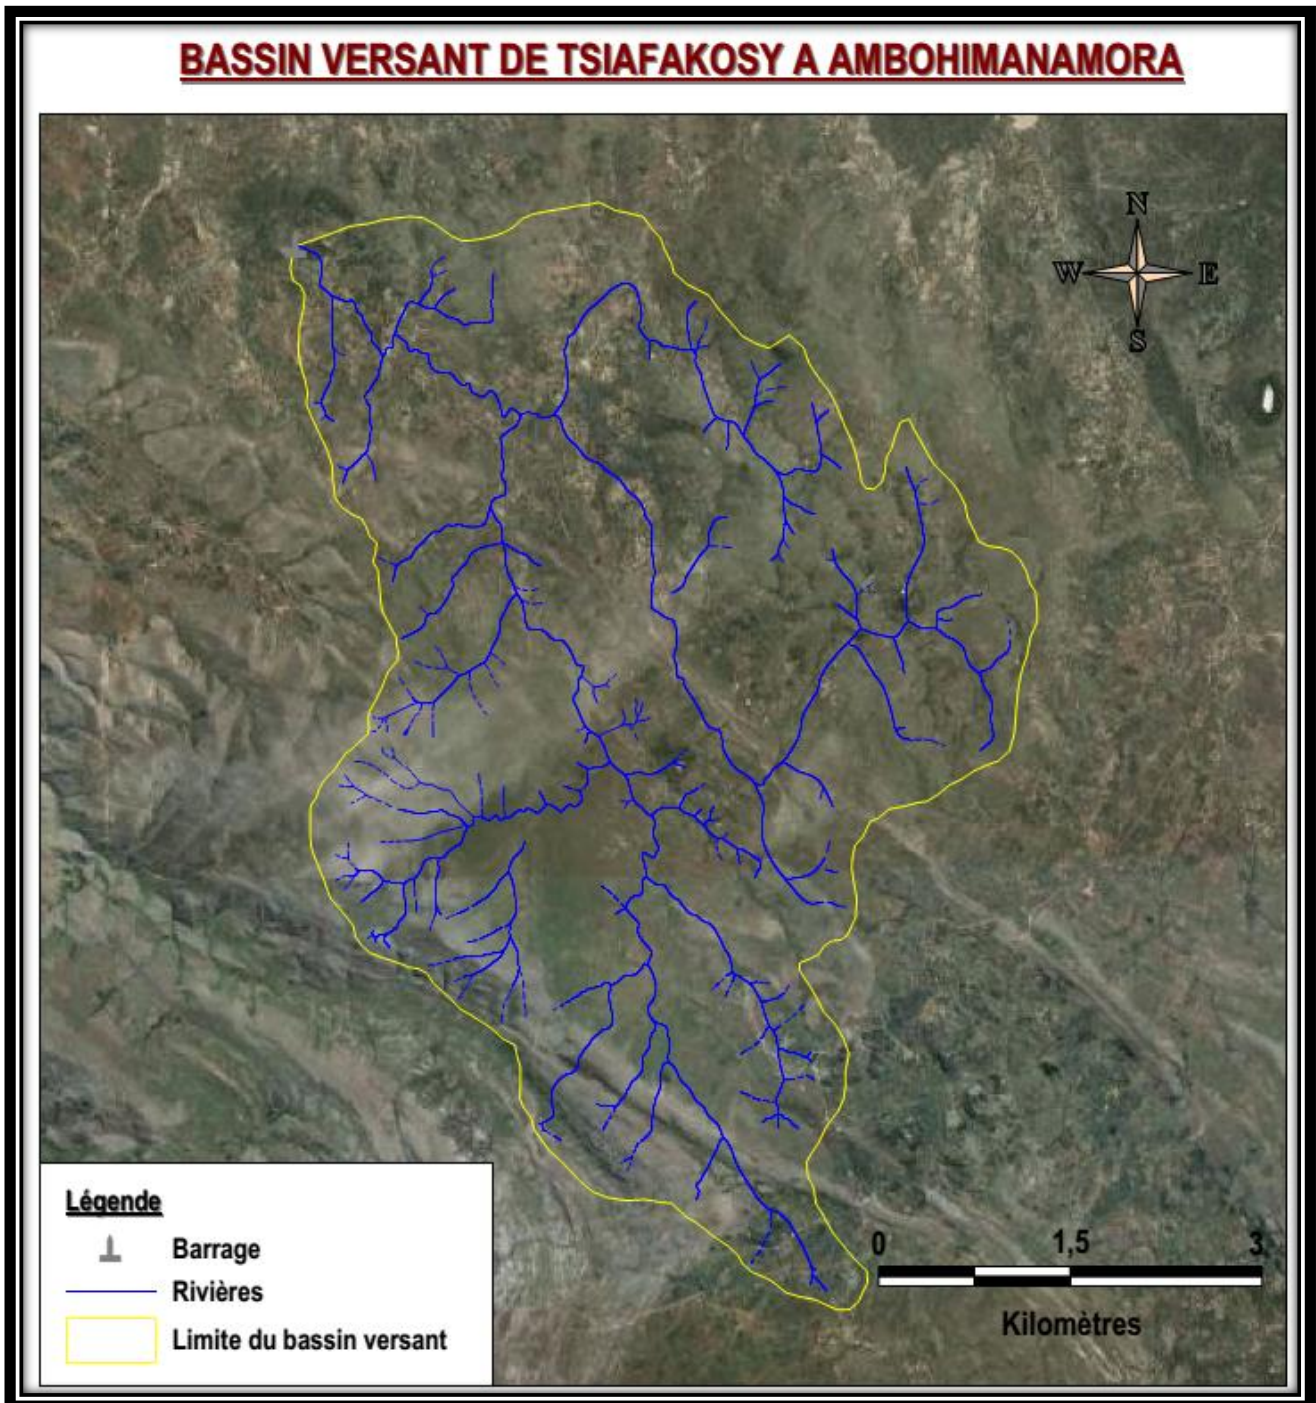 BASSIN VERSANT DE TSIAFAKOSY A AMBOHIMANAMORA
N
W E
S
Légende
Barrage
Rivières
Limite du bassin versant
0 1,5 3
Kilomètres